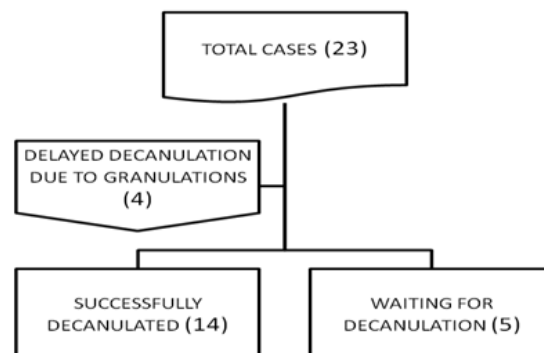 TOTAL CASES (23)
DELAYED DECANULATION
DUE TO GRANULATIONS
(4)
SUCCESSFULLY
DECANULATED (14)
WAITING FOR
DECANULATION (5)